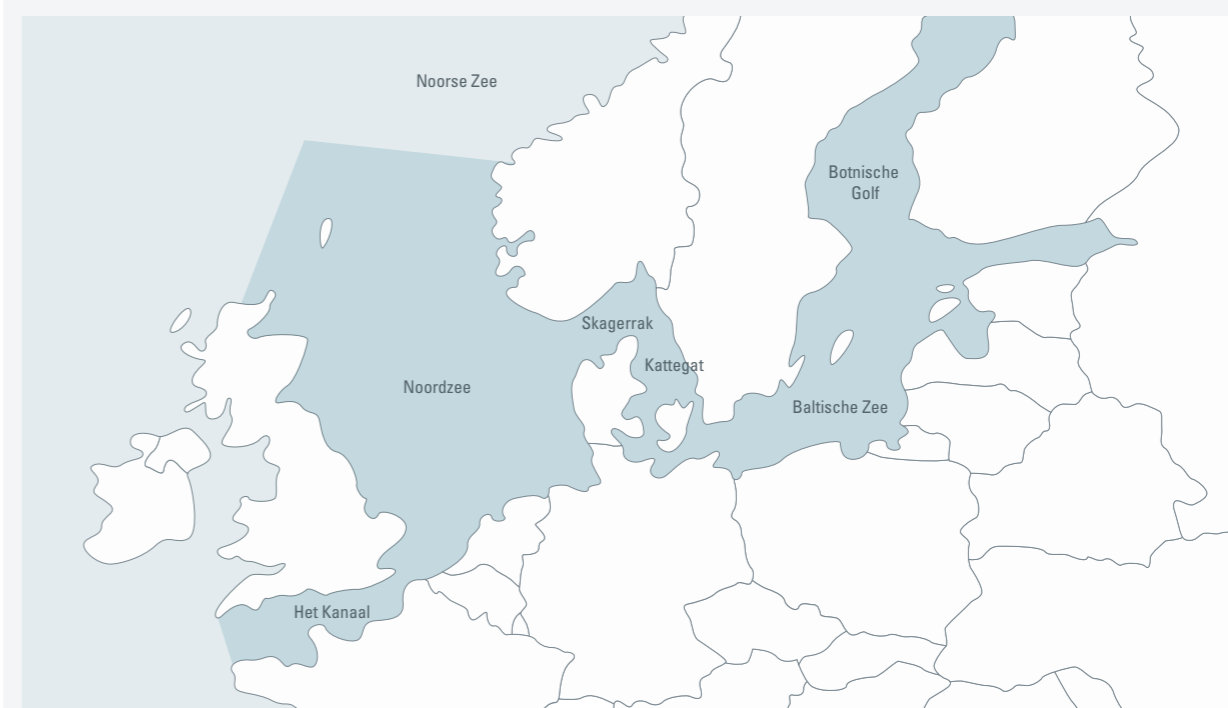 Noorse Zee
Botnische
Golf
Skagerrak
Kattegat
Noordzee
Baltische Zee
Het Kanaal